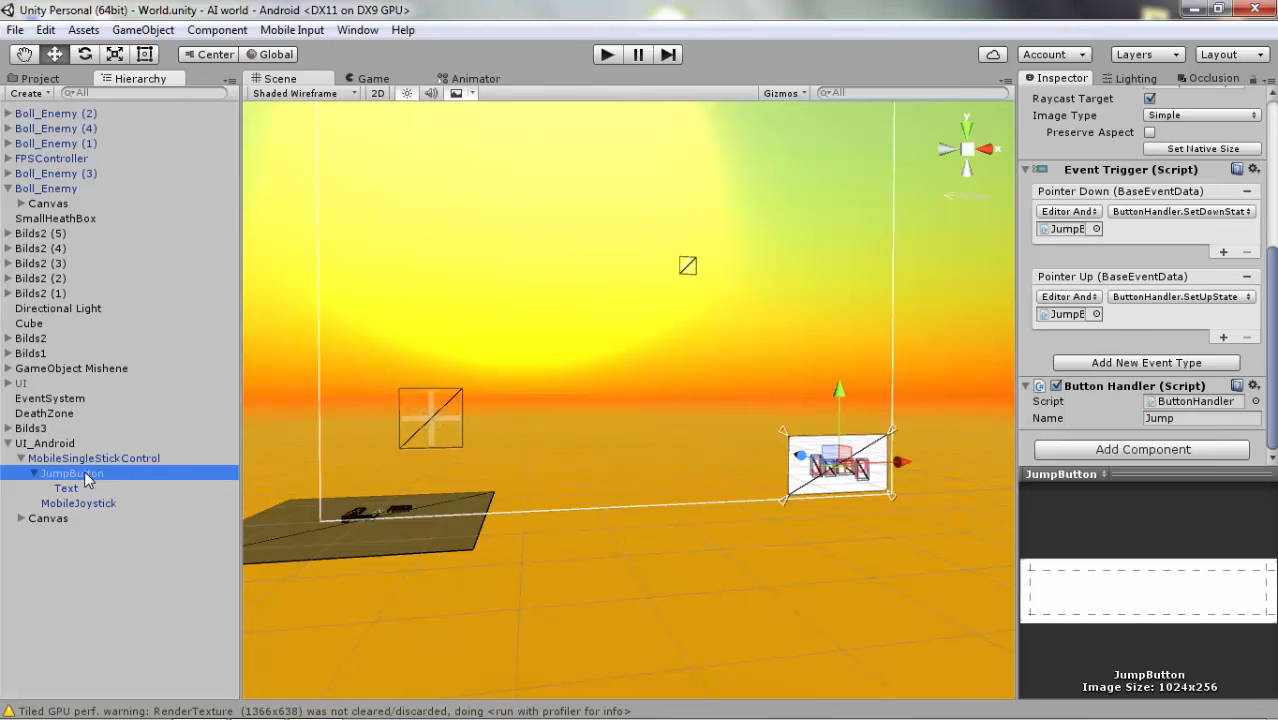 Unity Personal (64bit) - World.unity - AI world - Android <DX11 on DX9 GPU>
File Edit Assets GameObject Component Mobile Input Window Help
Center Global Account Layers Layout
Project Hierarchy Scene Game Animator Inspector Lighting Occlusion
Create All Shaded Wireframe 2D Gizmos All
Raycast Target
Image Type Simple
Preserve Aspect
Set Native Size
Boll_Enemy (2)
Boll_Enemy (4)
Boll_Enemy (1)
FPSController
Boll_Enemy (3)
Boll_Enemy
Canvas
SmallHeathBox
Bilds2 (5)
Bilds2 (4)
Bilds2 (3)
Bilds2 (2)
Bilds2 (1)
Directional Light
Cube
Bilds2
Bilds1
GameObject Mishene
UI
EventSystem
DeathZone
Bilds3
UI_Android
MobileSingleStickControl
JumpButton
Text
MobileJoystick
Canvas
y
x
Event Trigger (Script)
Pointer Down (BaseEventData)
Editor And ButtonHandler.SetDownStat
JumpE
Pointer Up (BaseEventData)
Editor And ButtonHandler.SetUpState
JumpE
Add New Event Type
Button Handler (Script)
Script ButtonHandler
Name Jump
Add Component
JumpButton
JumpButton
Image Size: 1024x256
Tiled GPU perf. warning: RenderTexture (1366x638) was not cleared/discarded, doing <run with profiler for info>